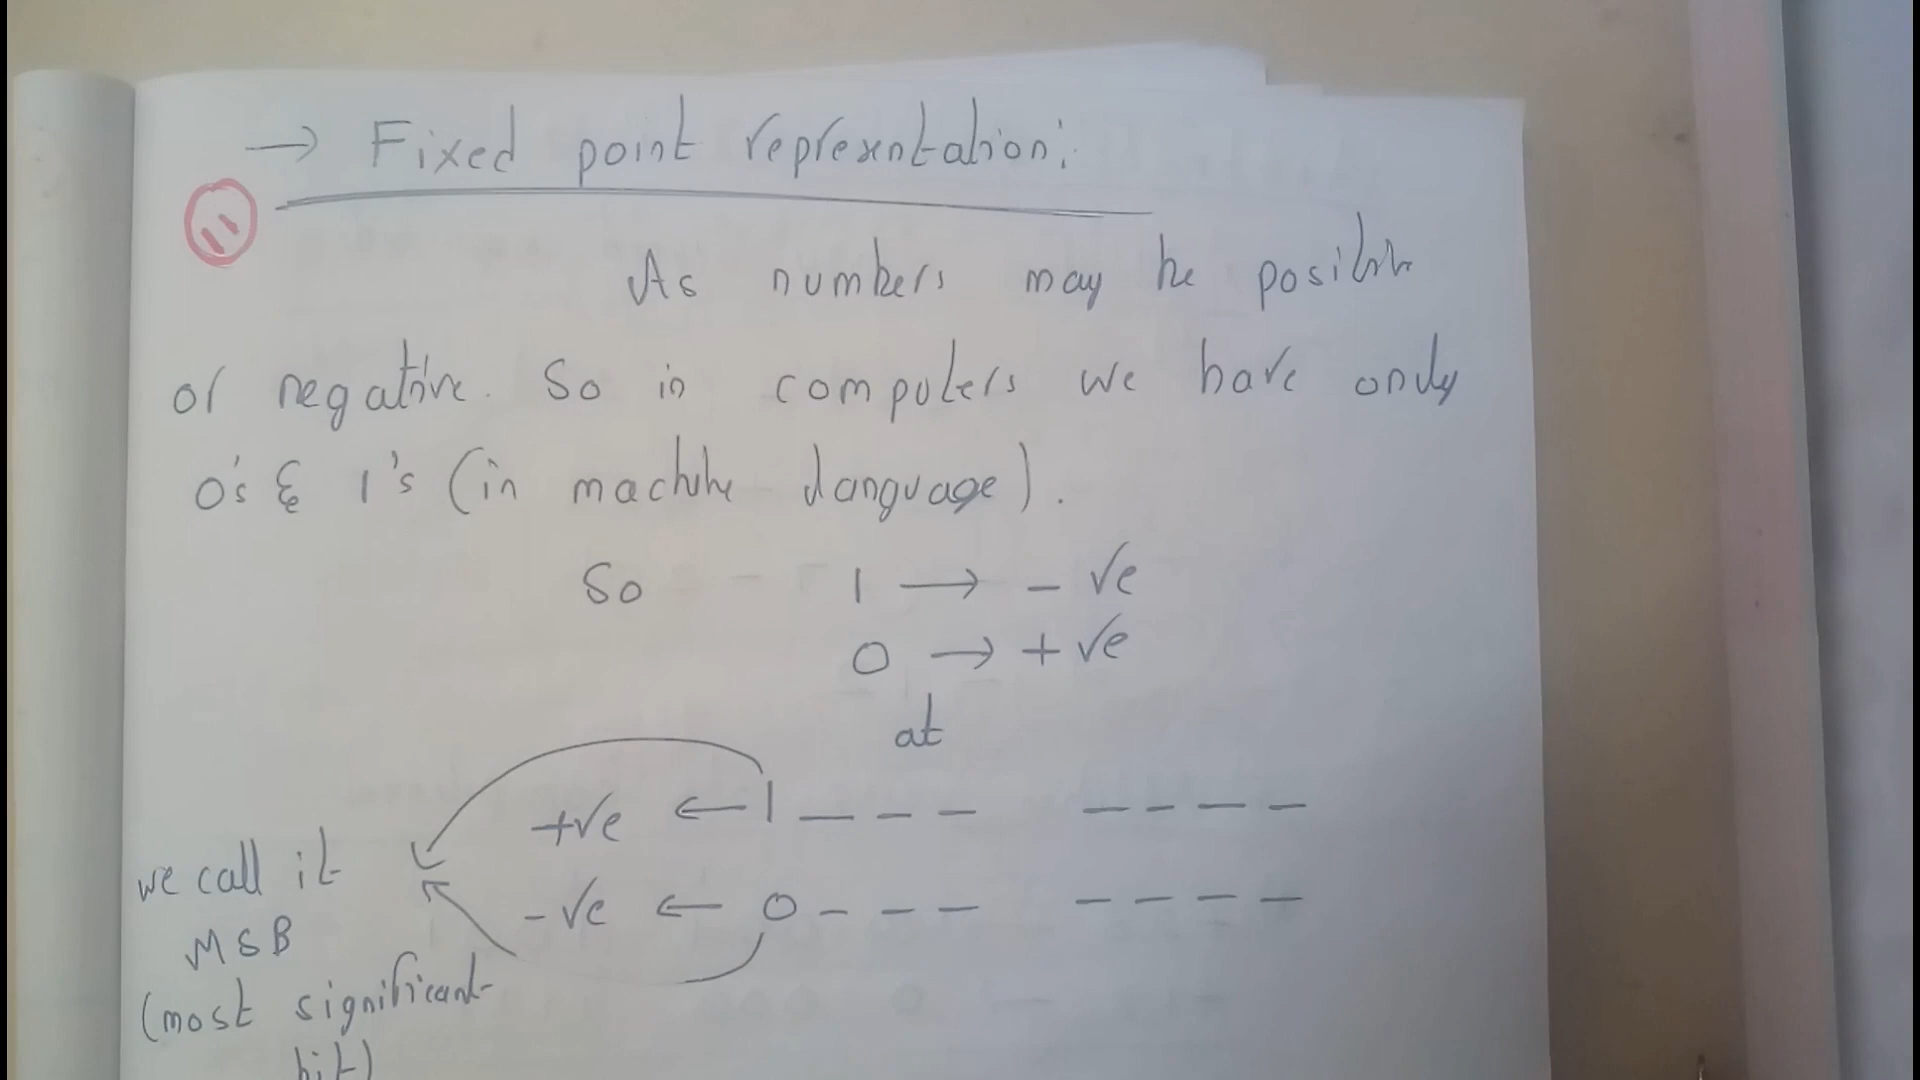 → Fixed point representation:
11
As numbers may be positive
or negative. So in computers we have only
0's & 1's (in machine language).
So 1 → - ve
0 → + ve
at
+ve ← 1 _ _ _ _ _ _ _
-ve ← 0 _ _ _ _ _ _ _
we call it
MSB
(most significant
bit)